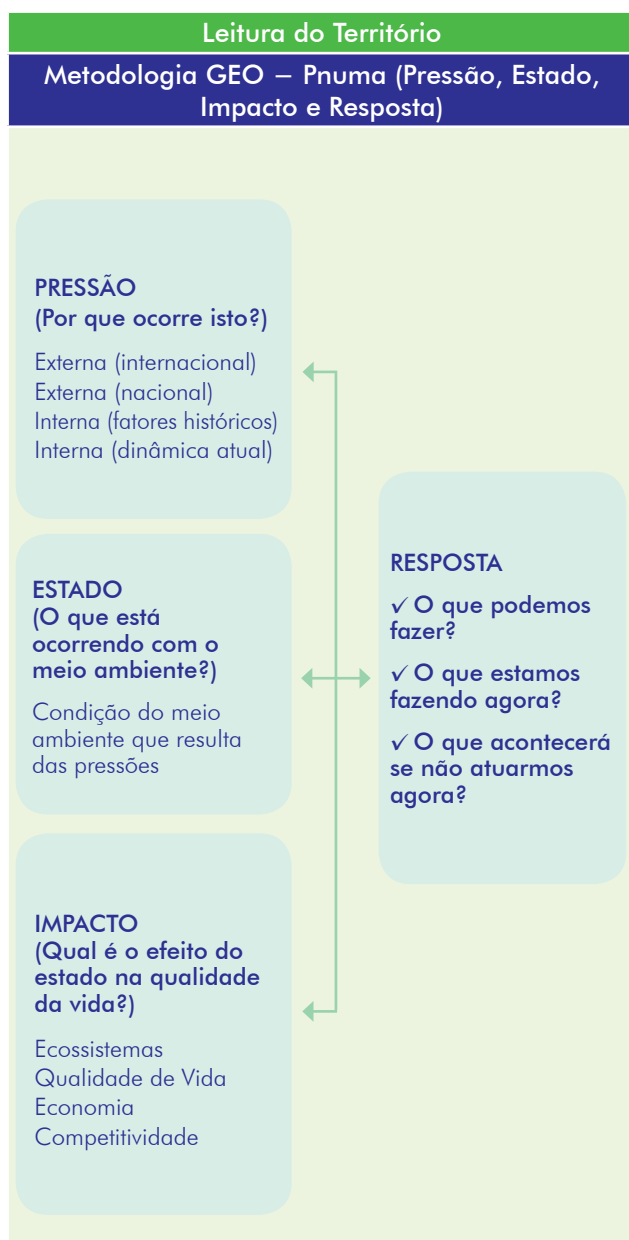 Leitura do Território
Metodologia GEO – Pnuma (Pressão, Estado,
Impacto e Resposta)
PRESSÃO
(Por que ocorre isto?)
Externa (internacional)
Externa (nacional)
Interna (fatores históricos)
Interna (dinâmica atual)
ESTADO
(O que está
ocorrendo com o
meio ambiente?)
Condição do meio
ambiente que resulta
das pressões
IMPACTO
(Qual é o efeito do
estado na qualidade
da vida?)
Ecossistemas
Qualidade de Vida
Economia
Competitividade
RESPOSTA
✓ O que podemos
fazer?
✓ O que estamos
fazendo agora?
✓ O que acontecerá
se não atuarmos
agora?